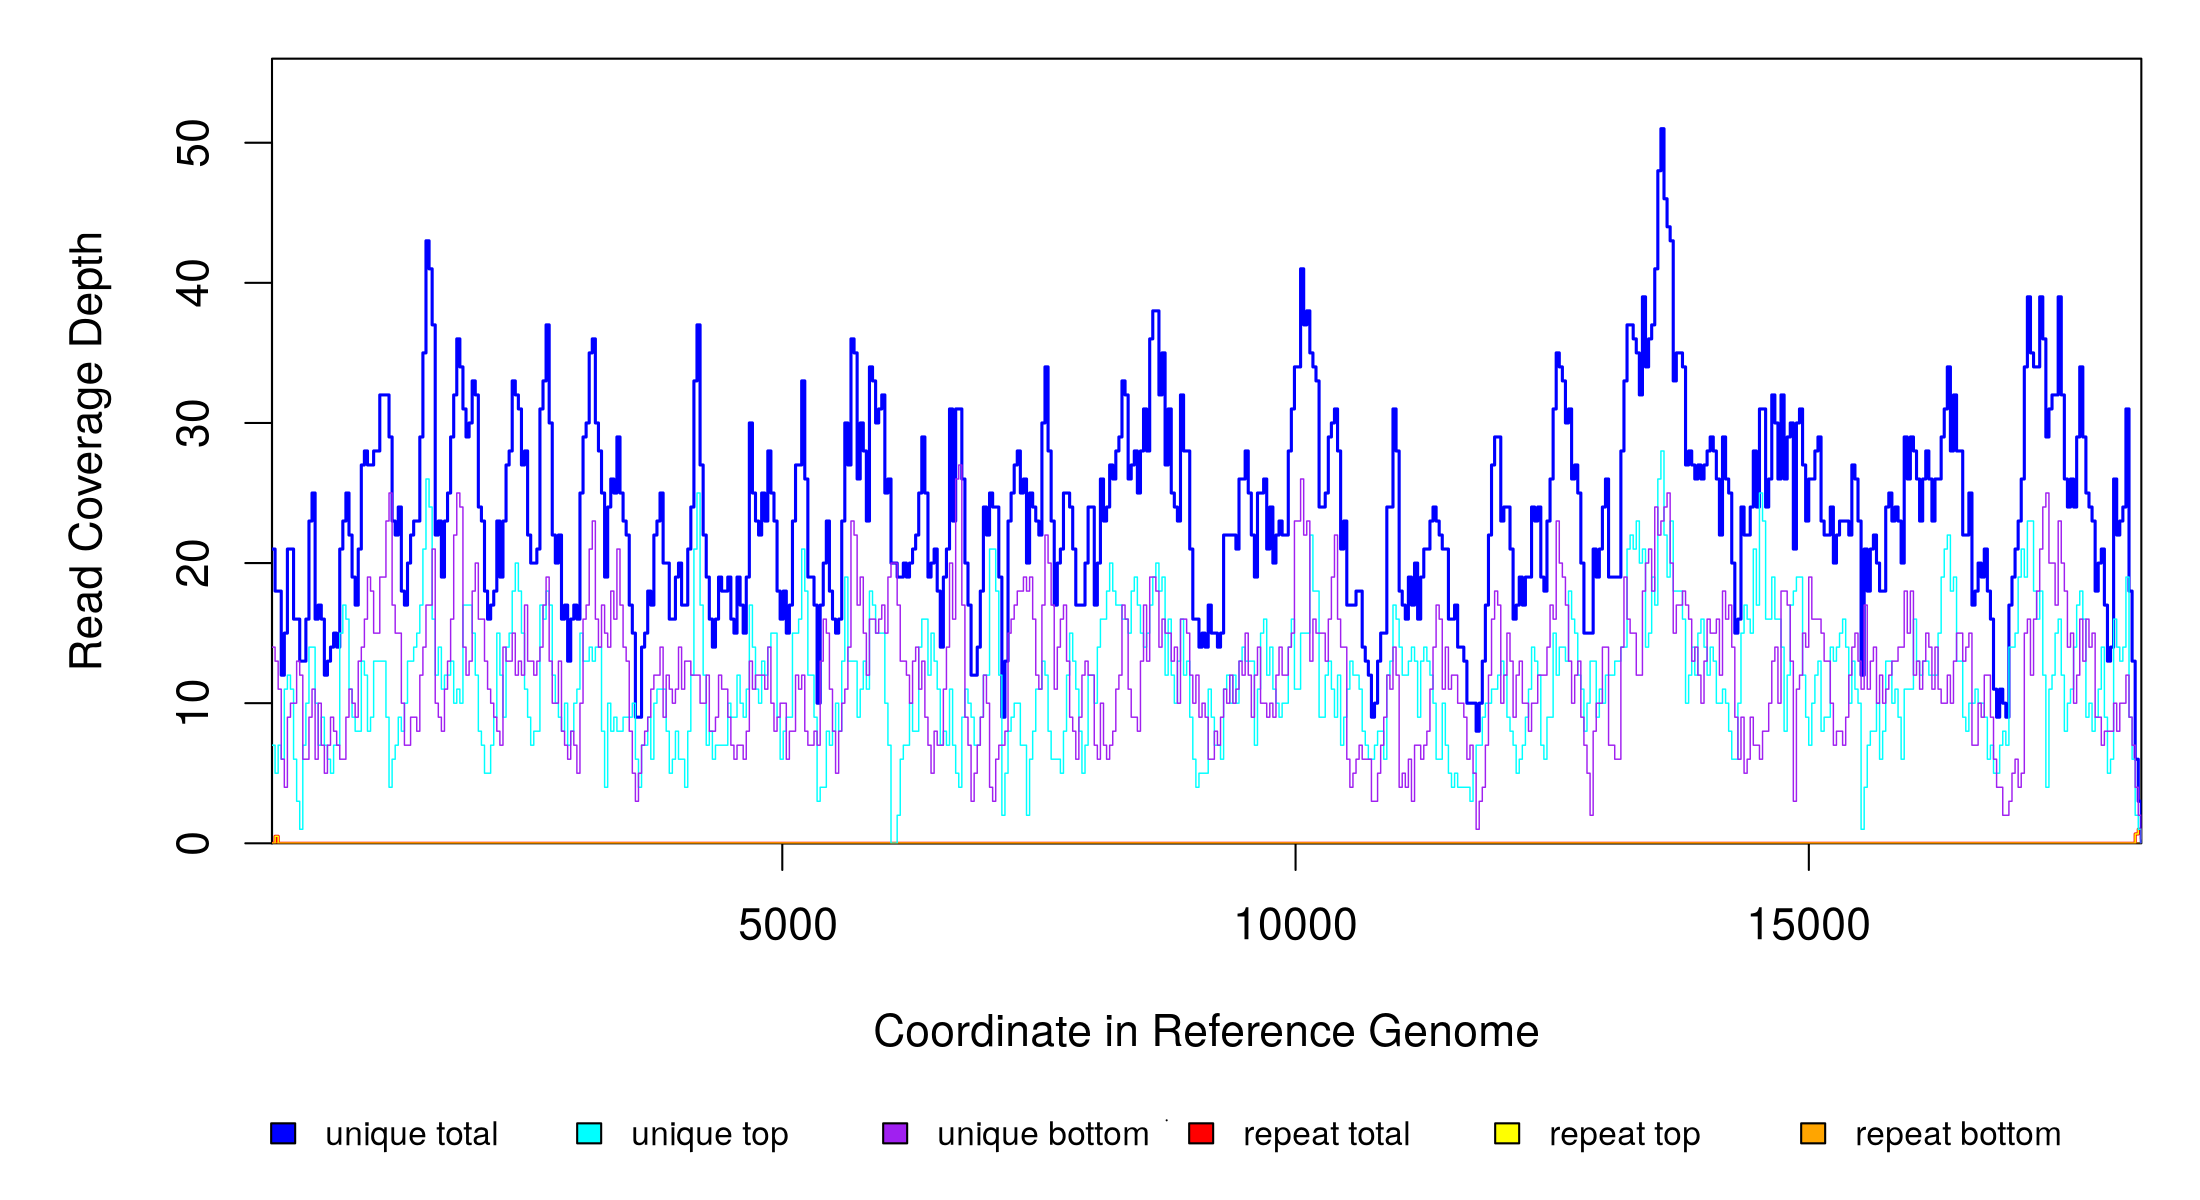 Read Coverage Depth
50
40
30
20
10
0
5000 10000 15000
Coordinate in Reference Genome
unique total unique top unique bottom repeat total repeat top repeat bottom